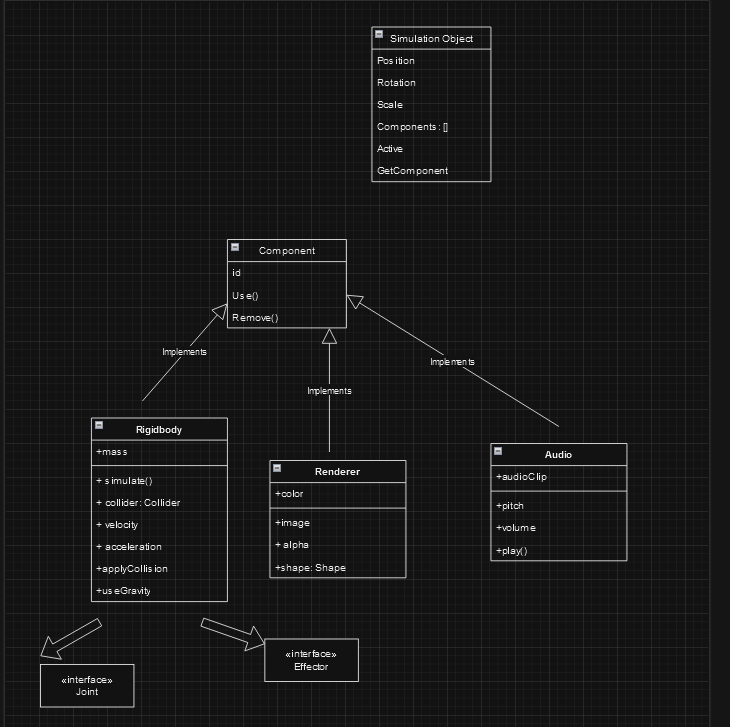 Simulation Object
Position
Rotation
Scale
Components: []
Active
GetComponent
Component
id
Use()
Remove()
Implements
Implements
Implements
Rigidbody
+mass
+ simulate()
+ collider: Collider
+ velocity
+ acceleration
+applyCollision
+useGravity
Renderer
+color
+image
+ alpha
+shape: Shape
Audio
+audioClip
+pitch
+volume
+play()
«interface»
Joint
«interface»
Effector